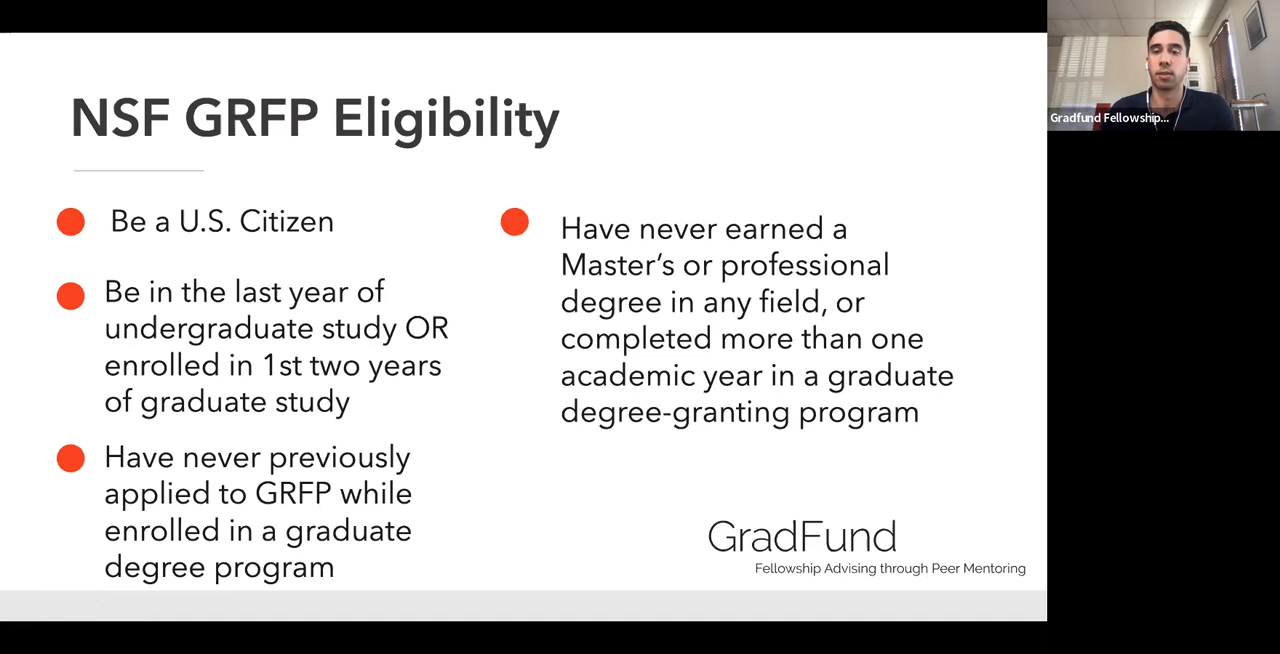 NSF GRFP Eligibility
Be a U.S. Citizen
Be in the last year of
undergraduate study OR
enrolled in 1st two years
of graduate study
Have never previously
applied to GRFP while
enrolled in a graduate
degree program
Have never earned a
Master's or professional
degree in any field, or
completed more than one
academic year in a graduate
degree-granting program
GradFund
Fellowship Advising through Peer Mentoring
Gradfund Fellowship...